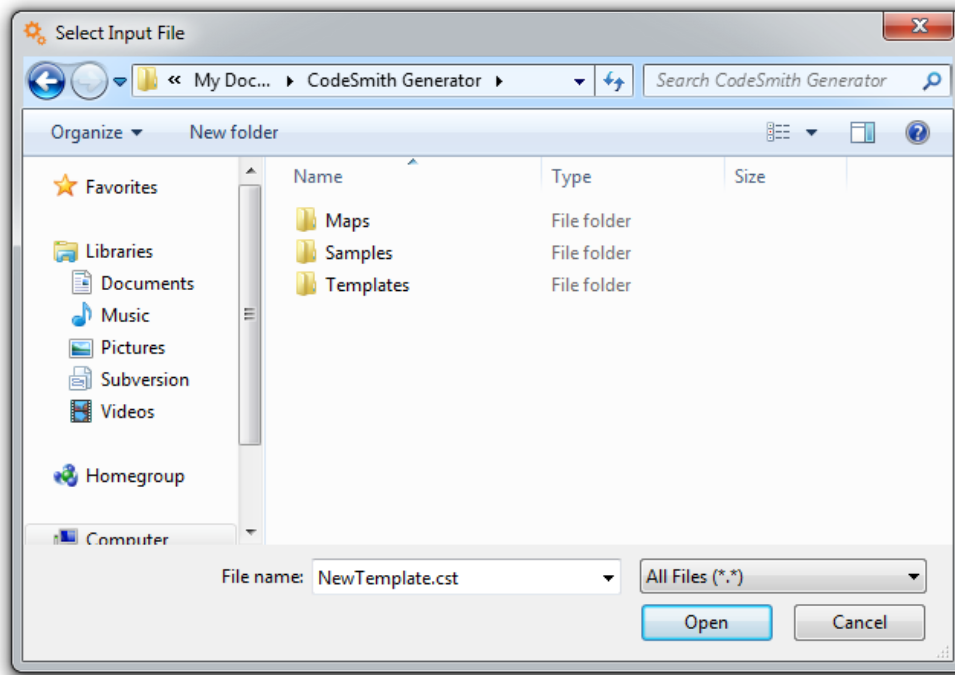 Select Input File
« My Doc... CodeSmith Generator Search CodeSmith Generator
Organize New folder
Favorites
Libraries
Documents
Music
Pictures
Subversion
Videos
Homegroup
Computer
Name Type Size
Maps File folder
Samples File folder
Templates File folder
File name: NewTemplate.cst All Files (*.*)
Open Cancel